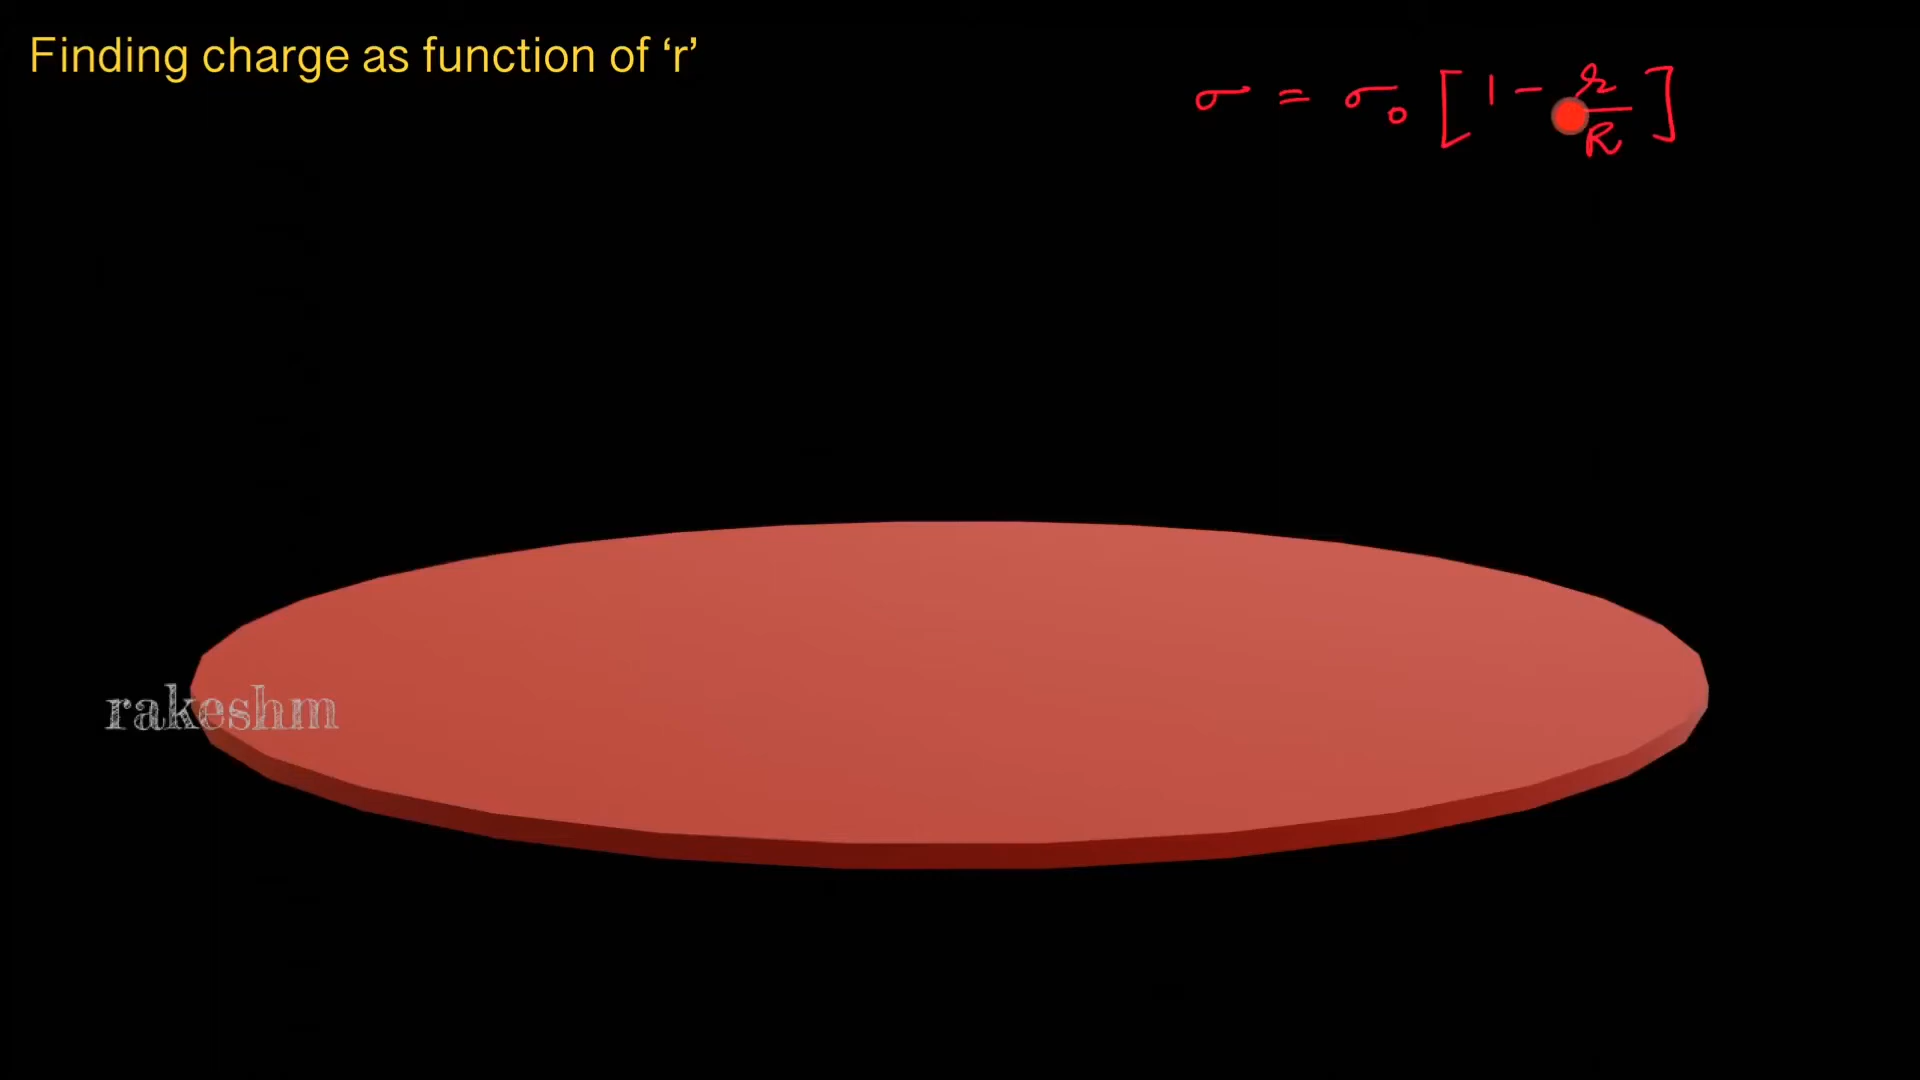 Finding charge as function of ‘r’
σ = σ₀ [1 - r/R]
rakeshm